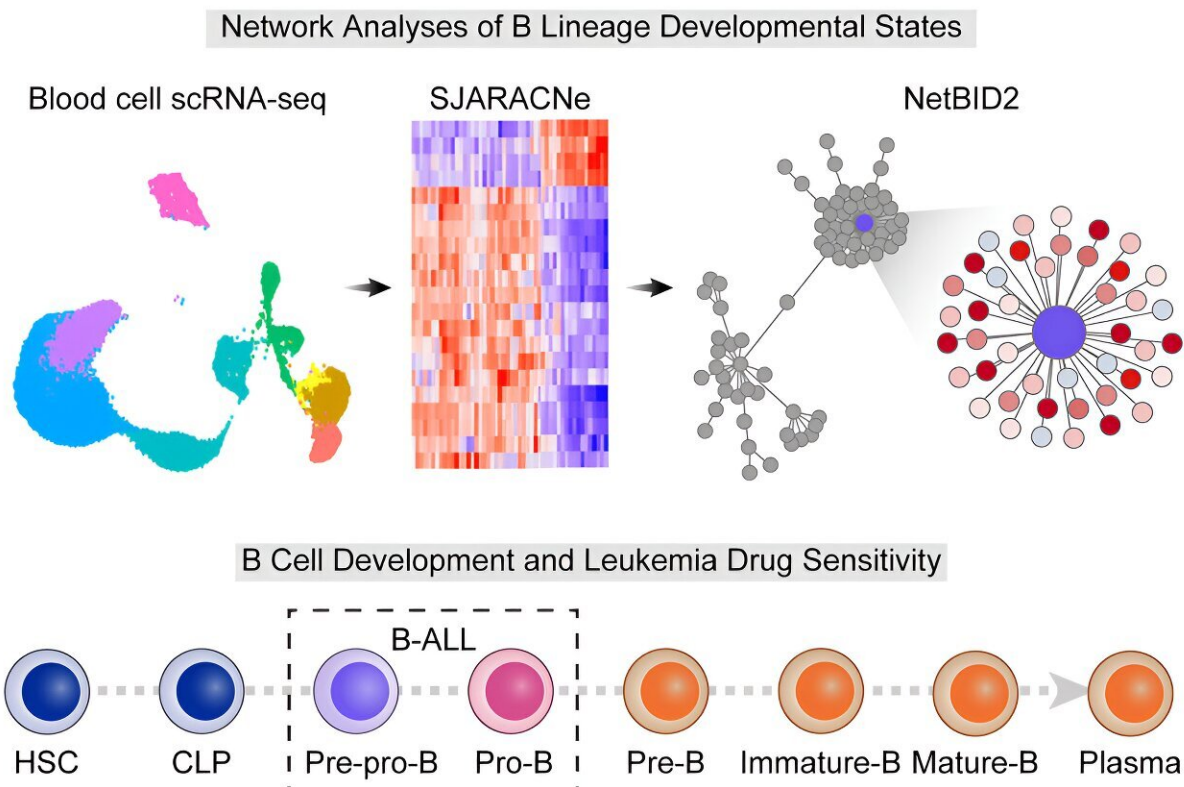 Network Analyses of B Lineage Developmental States
Blood cell scRNA-seq
SJARACNe
NetBID2
B Cell Development and Leukemia Drug Sensitivity
B-ALL
HSC
CLP
Pre-pro-B
Pro-B
Pre-B
Immature-B
Mature-B
Plasma